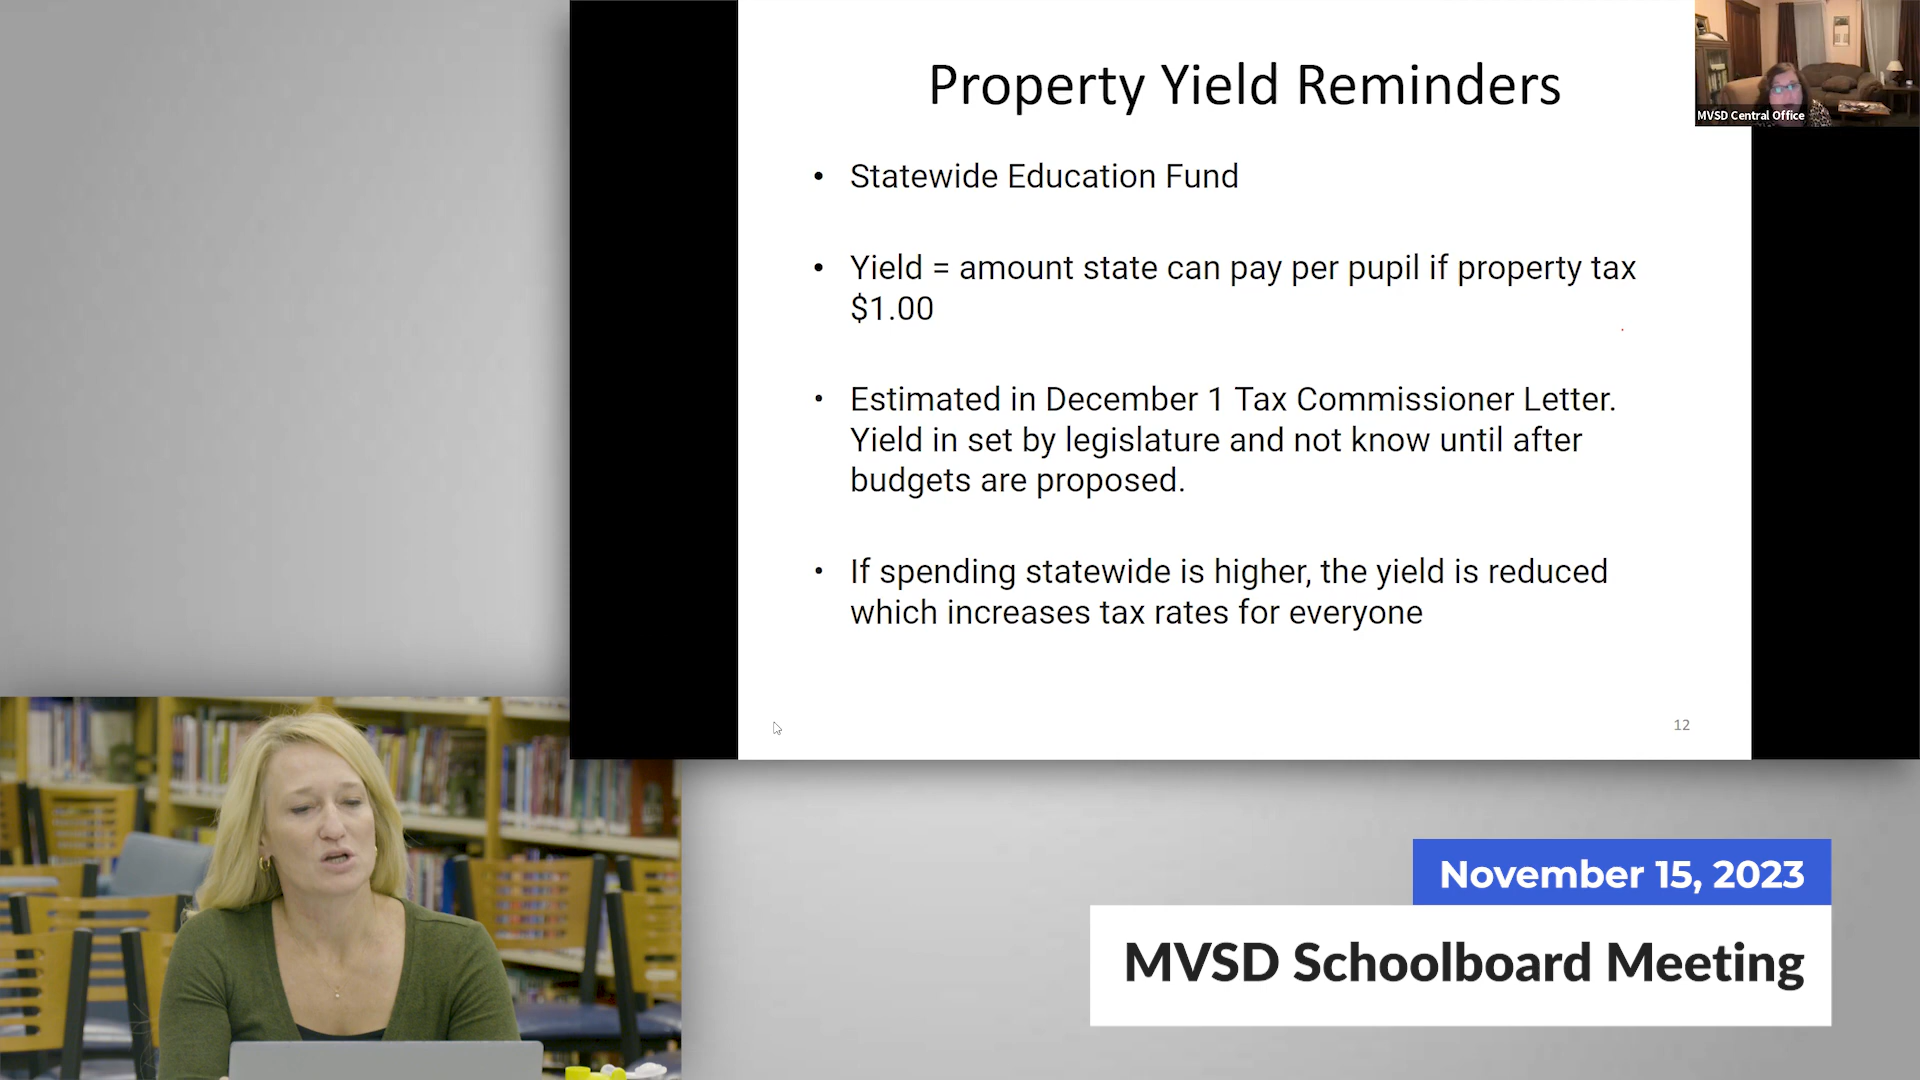 Property Yield Reminders
MVSD Central Office
• Statewide Education Fund
• Yield = amount state can pay per pupil if property tax
$1.00
• Estimated in December 1 Tax Commissioner Letter.
Yield in set by legislature and not know until after
budgets are proposed.
• If spending statewide is higher, the yield is reduced
which increases tax rates for everyone
12
November 15, 2023
MVSD Schoolboard Meeting